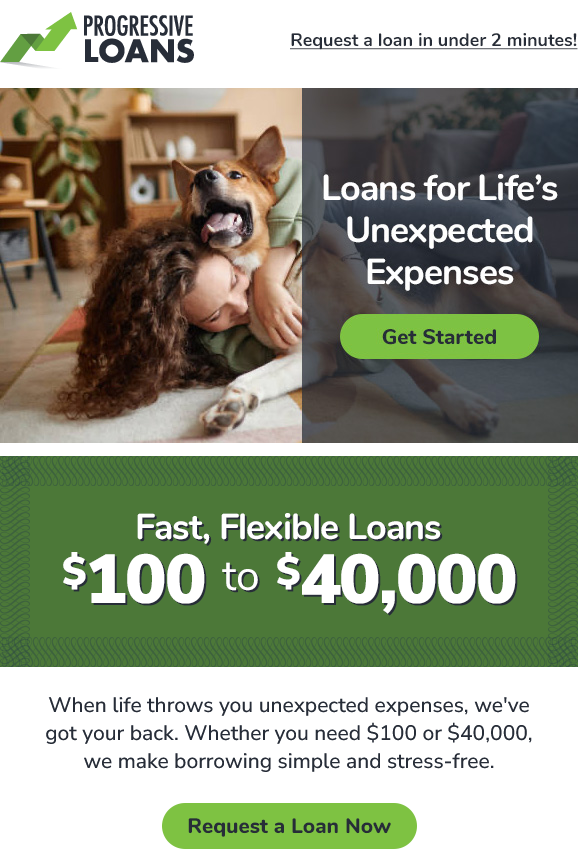 PROGRESSIVE
LOANS
Request a loan in under 2 minutes!
Loans for Life’s
Unexpected
Expenses
Get Started
Fast, Flexible Loans
$100 to $40,000
When life throws you unexpected expenses, we've
got your back. Whether you need $100 or $40,000,
we make borrowing simple and stress-free.
Request a Loan Now